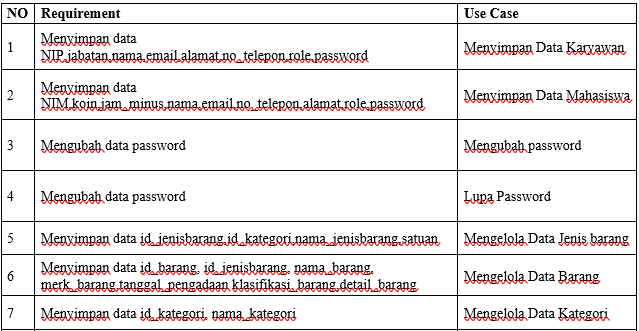 NO Requirement Use Case
1 Menyimpan data
NIP,jabatan,nama,email,alamat,no_telepon,role,password Menyimpan Data Karyawan
2 Menyimpan data
NIM,koin,jam_minus,nama,email,no_telepon,alamat,role,password Menyimpan Data Mahasiswa
3 Mengubah data password Mengubah password
4 Mengubah data password Lupa Password
5 Menyimpan data id_jenisbarang,id_kategori,nama_jenisbarang,satuan Mengelola Data Jenis barang
6 Menyimpan data id_barang, id_jenisbarang, nama_barang,
merk_barang,tanggal_pengadaan klasifikasi_barang,detail_barang Mengelola Data Barang
7 Menyimpan data id_kategori, nama_kategori Mengelola Data Kategori